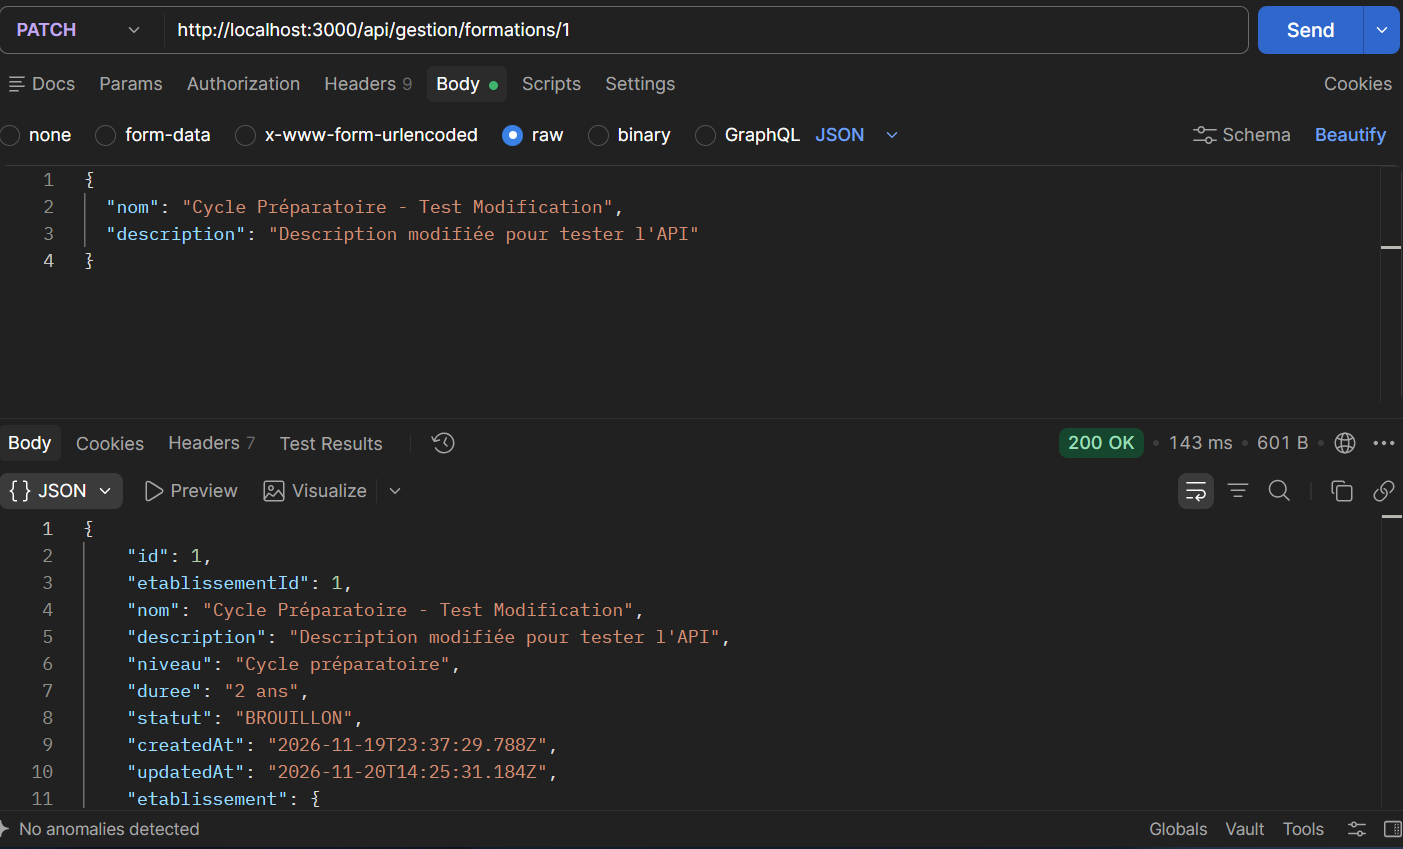 PATCH http://localhost:3000/api/gestion/formations/1 Send
Docs Params Authorization Headers 9 Body Scripts Settings Cookies
none form-data x-www-form-urlencoded raw binary GraphQL JSON Schema Beautify
1 {
2 "nom": "Cycle Préparatoire - Test Modification",
3 "description": "Description modifiée pour tester l'API"
4 }
Body Cookies Headers 7 Test Results 200 OK • 143 ms • 601 B •
{} JSON Preview Visualize
1 {
2 "id": 1,
3 "etablissementId": 1,
4 "nom": "Cycle Préparatoire - Test Modification",
5 "description": "Description modifiée pour tester l'API",
6 "niveau": "Cycle préparatoire",
7 "duree": "2 ans",
8 "statut": "BROUILLON",
9 "createdAt": "2026-11-19T23:37:29.788Z",
10 "updatedAt": "2026-11-20T14:25:31.184Z",
11 "etablissement": {
No anomalies detected Globals Vault Tools